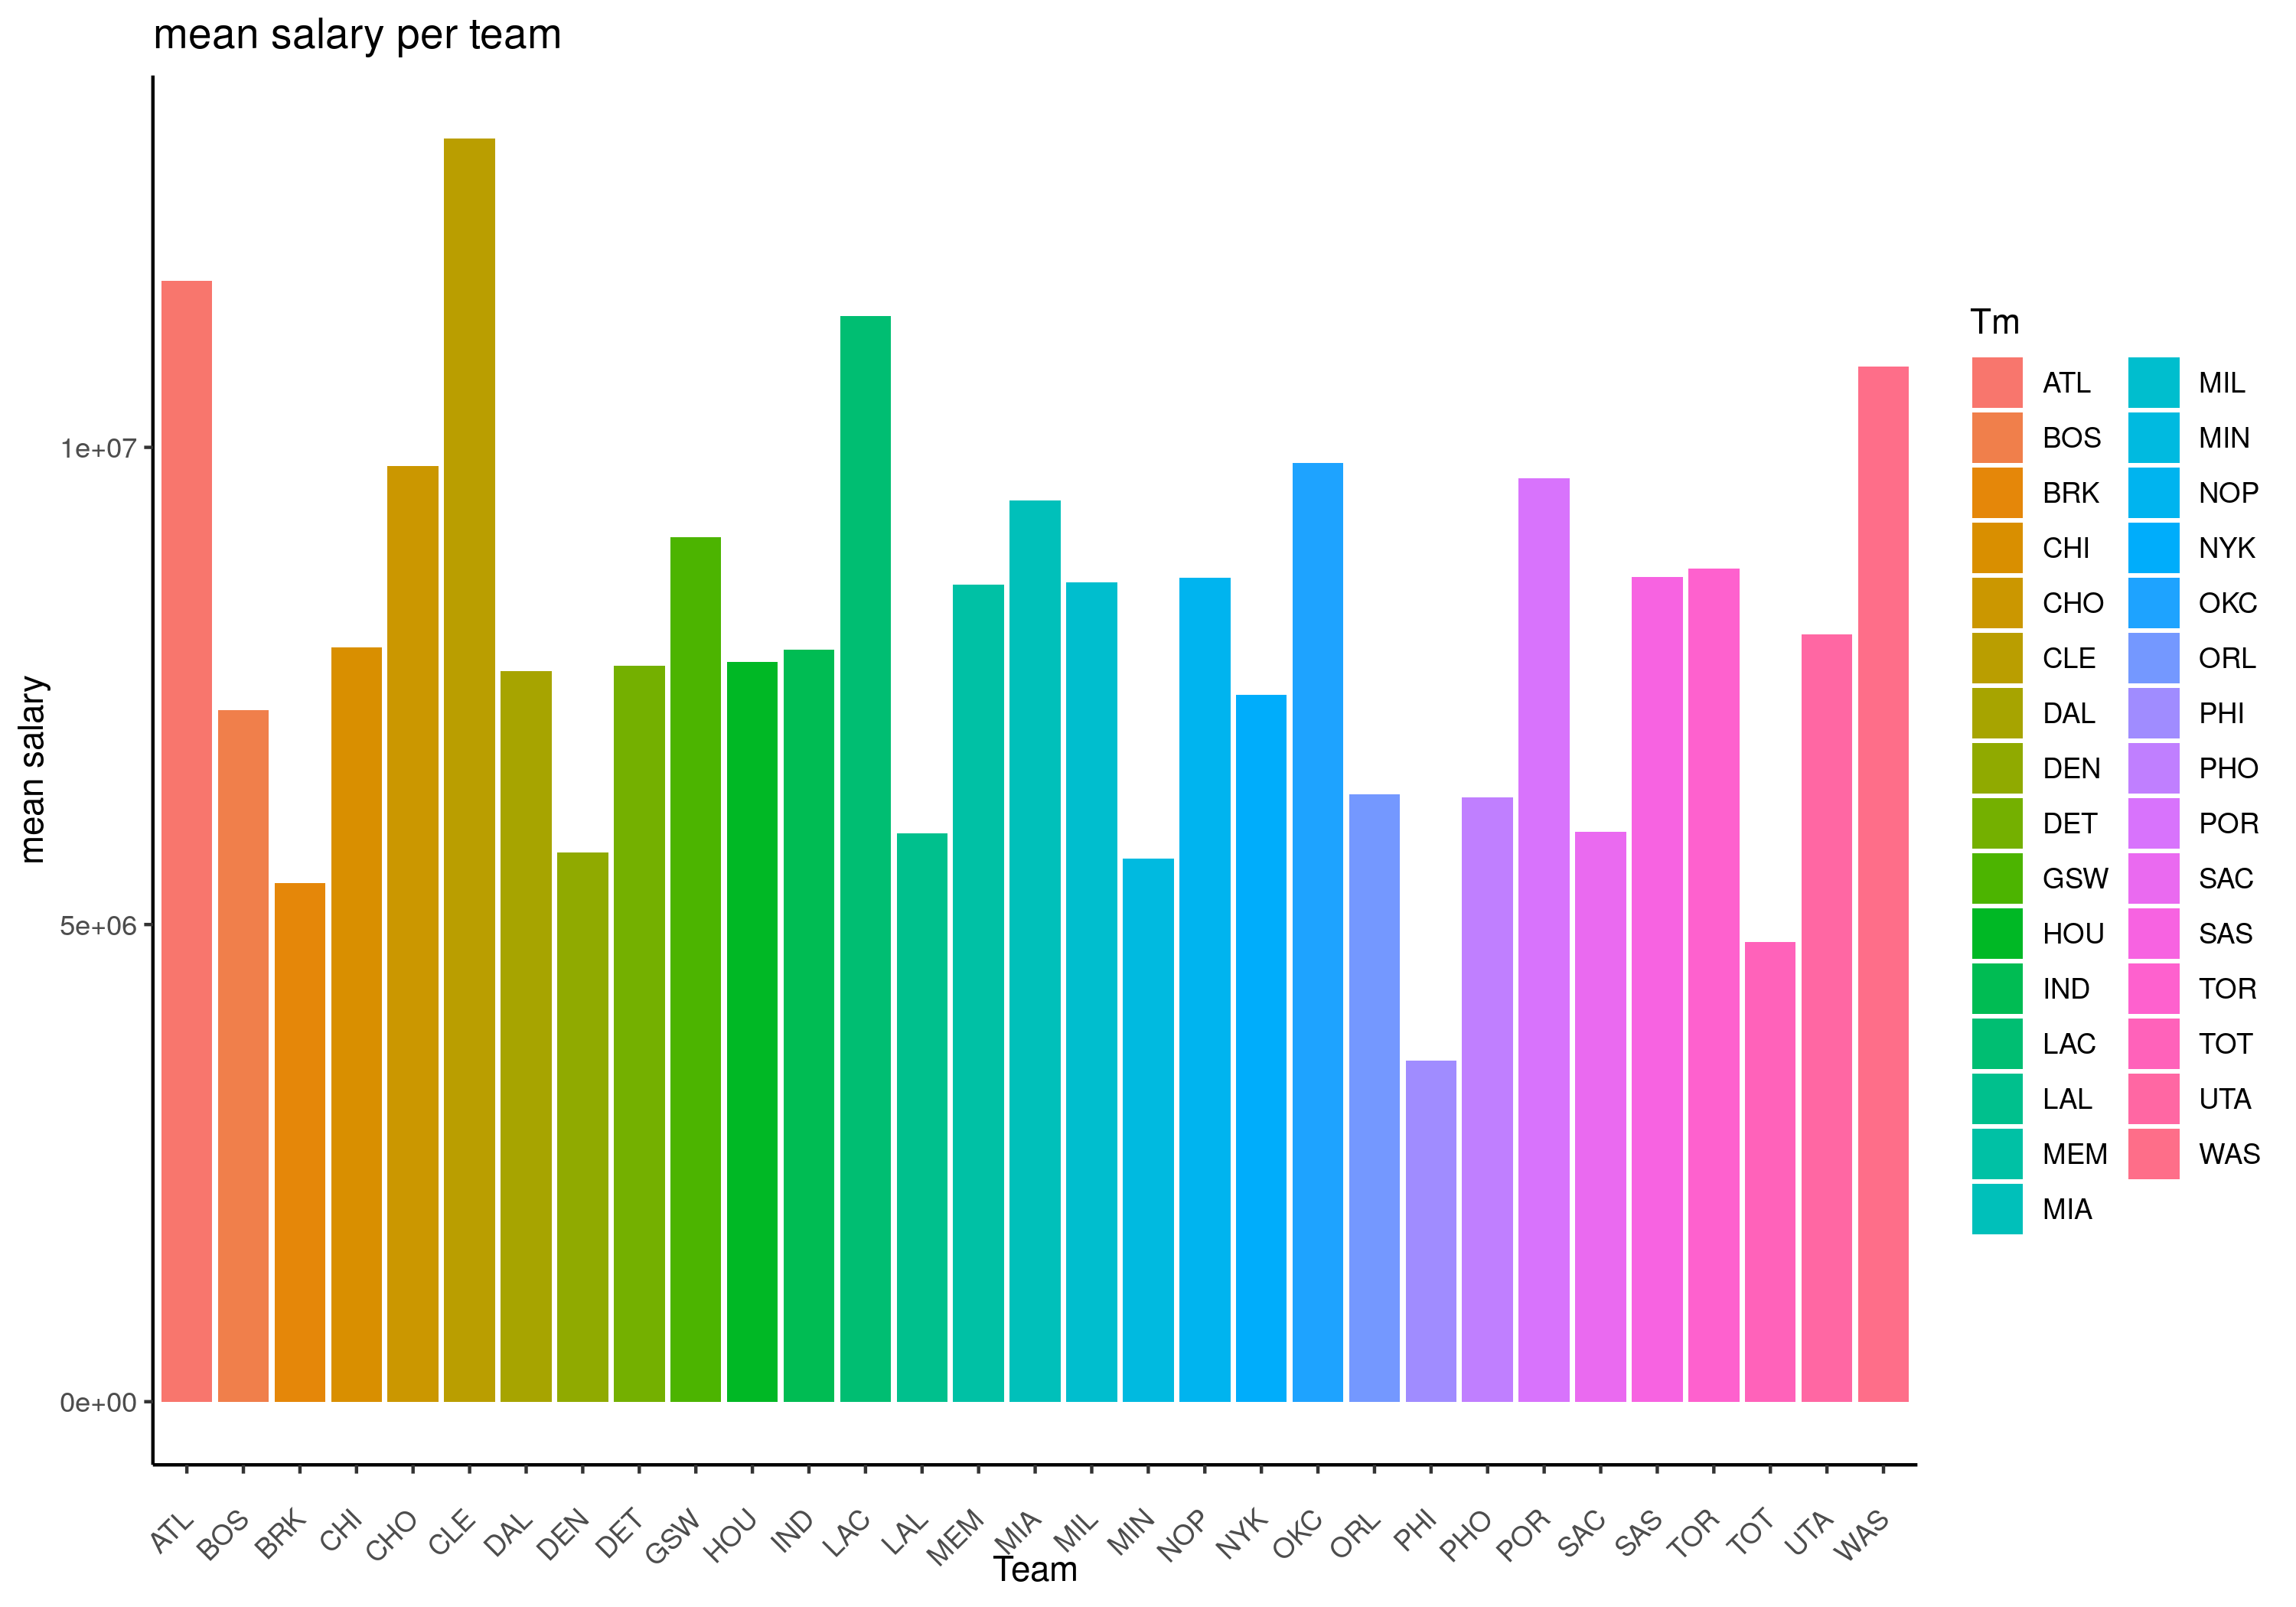 mean salary per team
mean salary
1e+07
5e+06
0e+00
ATL
BOS
BRK
CHI
CHO
CLE
DAL
DEN
DET
GSW
HOU
IND
LAC
LAL
MEM
MIA
MIL
MIN
NOP
NYK
OKC
ORL
PHI
PHO
POR
SAC
SAS
TOR
TOT
UTA
WAS
Team
Tm
ATL
BOS
BRK
CHI
CHO
CLE
DAL
DEN
DET
GSW
HOU
IND
LAC
LAL
MEM
MIA
MIL
MIN
NOP
NYK
OKC
ORL
PHI
PHO
POR
SAC
SAS
TOR
TOT
UTA
WAS